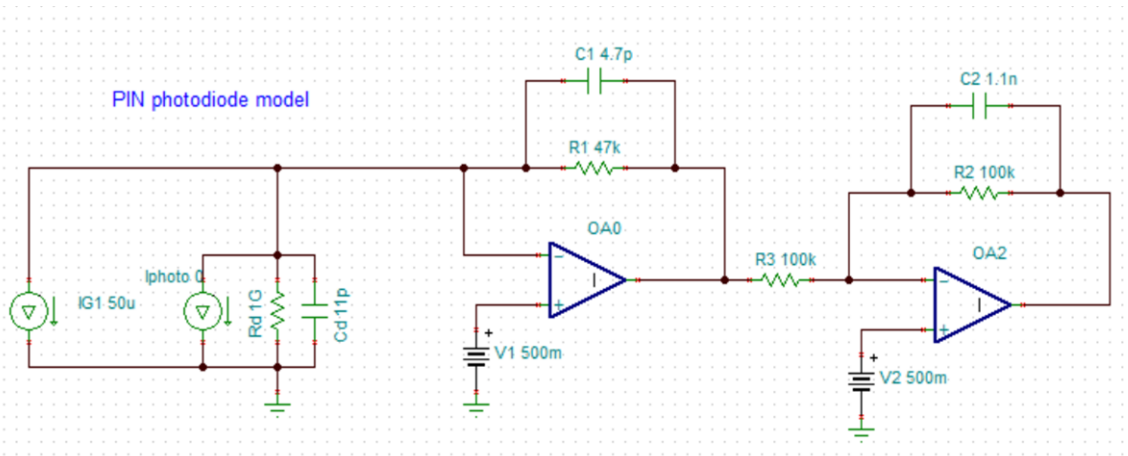 C1 4.7p
C2 1.1n
PIN photodiode model
R1 47k
R2 100k
OA0
OA2
R3 100k
Iphoto 0
IG1 50u
Rd 1G
Cd 11p
-
+
I
-
+
I
+
V1 500m
+
V2 500m